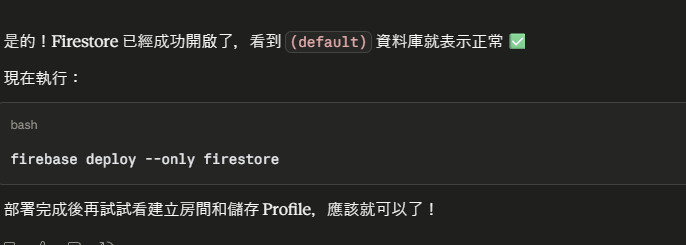 是的！Firestore 已經成功開啟了，看到 (default) 資料庫就表示正常 ✅
現在執行：
bash
firebase deploy --only firestore
部署完成後再試試看建立房間和儲存 Profile，應該就可以了！